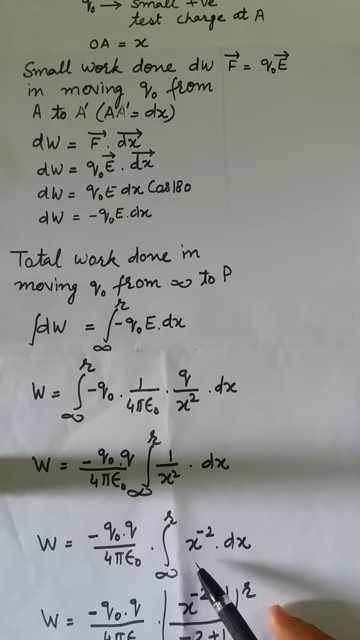 q₀ → Small +ve
test charge at A
OA = x
Small work done dW F⃗ = q₀E⃗
in moving q₀ from
A to A' (AA' = dx)
dW = F⃗ . dx⃗
dW = q₀E⃗ . dx⃗
dW = q₀E dx Cos180
dW = -q₀E.dx
Total work done in
moving q₀ from ∞ to P
∫dW = ∫_∞^r -q₀E.dx
W = ∫_∞^r -q₀ . 1/4πε₀ . q/x² . dx
W = -q₀.q/4πε₀ ∫_∞^r 1/x² . dx
W = -q₀.q/4πε₀ . ∫_∞^r x⁻² . dx
W = -q₀.q/4πε₀ . | x⁻²⁺¹/-2+1 |^r